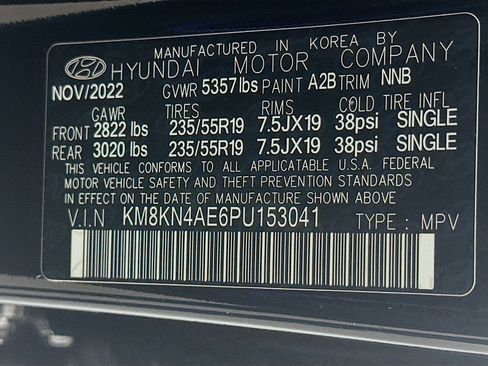 MANUFACTURED IN KOREA BY
HYUNDAI MOTOR COMPANY
NOV/2022 GVWR 5357 lbs PAINT A2B TRIM NNB
GAWR TIRES RIMS COLD TIRE INFL
FRONT 2822 lbs 235/55R19 7.5JX19 38psi SINGLE
REAR 3020 lbs 235/55R19 7.5JX19 38psi SINGLE
THIS VEHICLE CONFORMS TO ALL APPLICABLE U.S.A. FEDERAL
MOTOR VEHICLE SAFETY AND THEFT PREVENTION STANDARDS
IN EFFECT ON THE DATE OF MANUFACTURE SHOWN ABOVE.
V.I.N KM8KN4AE6PU153041 TYPE : MPV